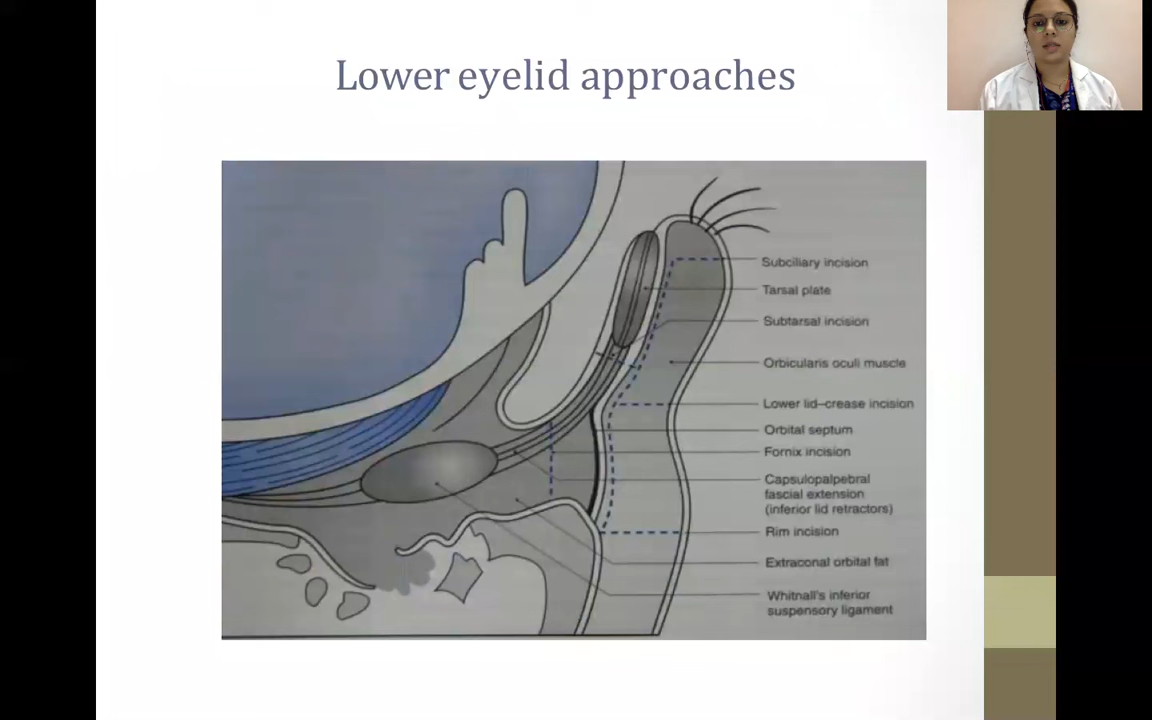 Lower eyelid approaches
Subciliary incision
Tarsal plate
Subtarsal incision
Orbicularis oculi muscle
Lower lid–crease incision
Orbital septum
Fornix incision
Capsulopalpebral
fascial extension
(inferior lid retractors)
Rim incision
Extraconal orbital fat
Whitnall's inferior
suspensory ligament